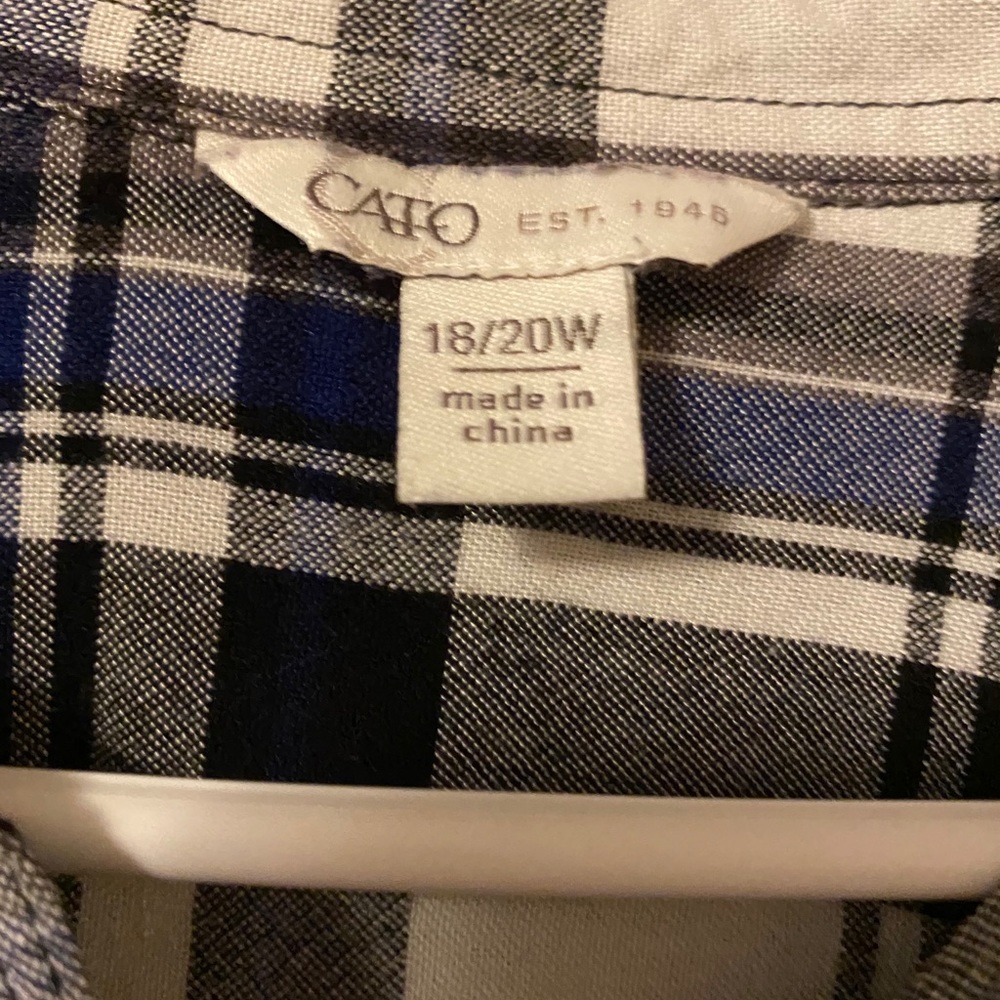 CATO EST. 1946
18/20W
made in
china